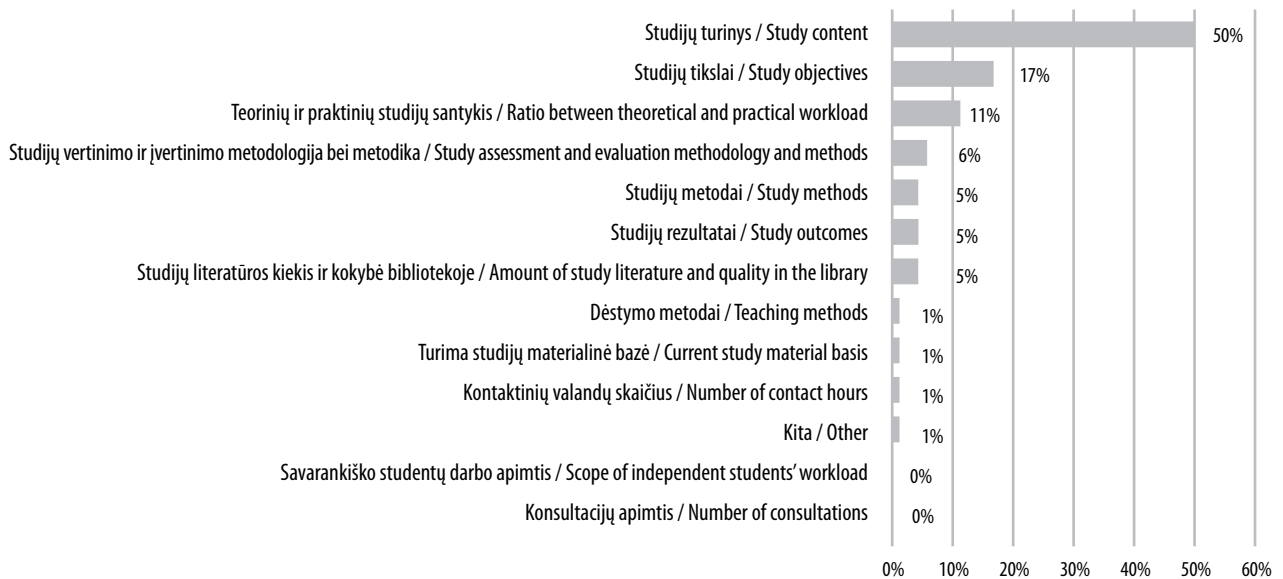 Studijų turinys / Study content 50%
Studijų tikslai / Study objectives 17%
Teorinių ir praktinių studijų santykis / Ratio between theoretical and practical workload 11%
Studijų vertinimo ir įvertinimo metodologija bei metodika / Study assessment and evaluation methodology and methods 6%
Studijų metodai / Study methods 5%
Studijų rezultatai / Study outcomes 5%
Studijų literatūros kiekis ir kokybė bibliotekoje / Amount of study literature and quality in the library 5%
Dėstymo metodai / Teaching methods 1%
Turima studijų materialinė bazė / Current study material basis 1%
Kontaktinių valandų skaičius / Number of contact hours 1%
Kita / Other 1%
Savarankiško studentų darbo apimtis / Scope of independent students’ workload 0%
Konsultacijų apimtis / Number of consultations 0%
0% 10% 20% 30% 40% 50% 60%